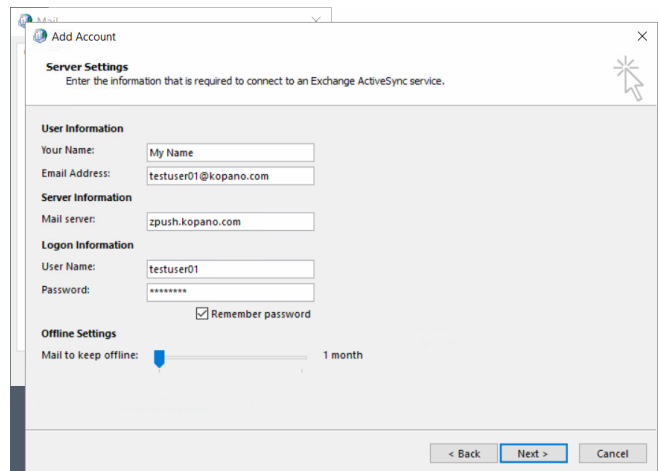 Mail
Add Account
Server Settings
Enter the information that is required to connect to an Exchange ActiveSync service.
User Information
Your Name: My Name
Email Address: testuser01@kopano.com
Server Information
Mail server: zpush.kopano.com
Logon Information
User Name: testuser01
Password: ********
Remember password
Offline Settings
Mail to keep offline: 1 month
< Back Next > Cancel